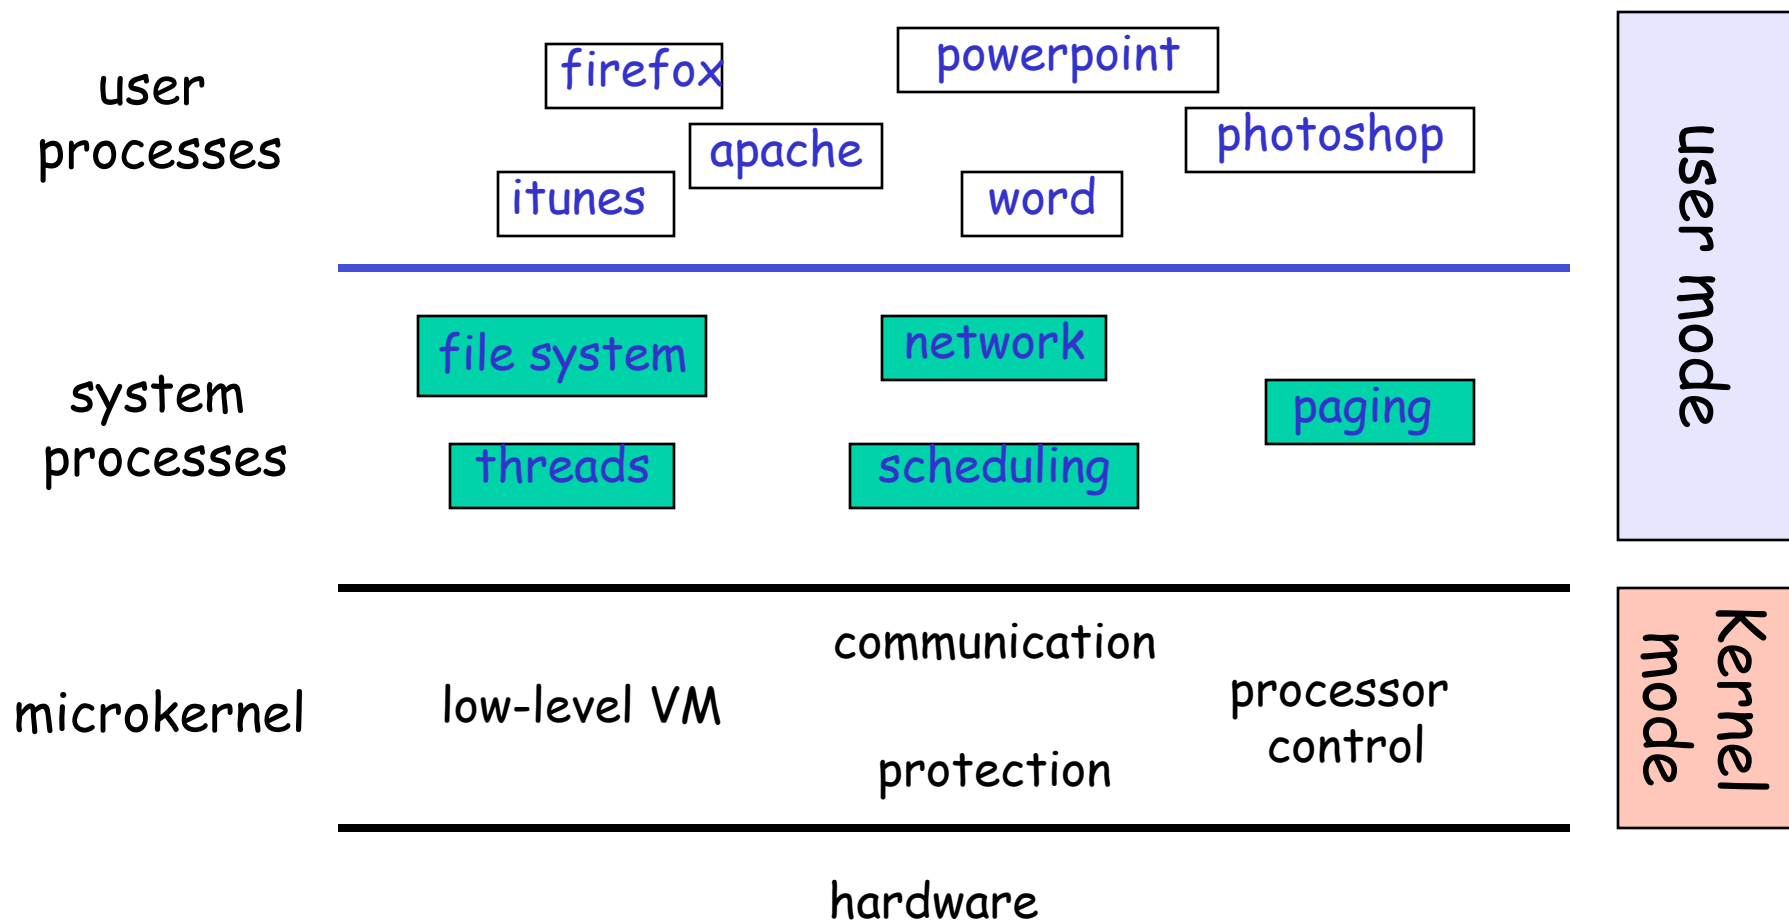 user
processes
firefox
powerpoint
apache
photoshop
itunes
word
user mode
system
processes
file system
network
paging
threads
scheduling
microkernel
low-level VM
communication
protection
processor
control
Kernel
mode
hardware